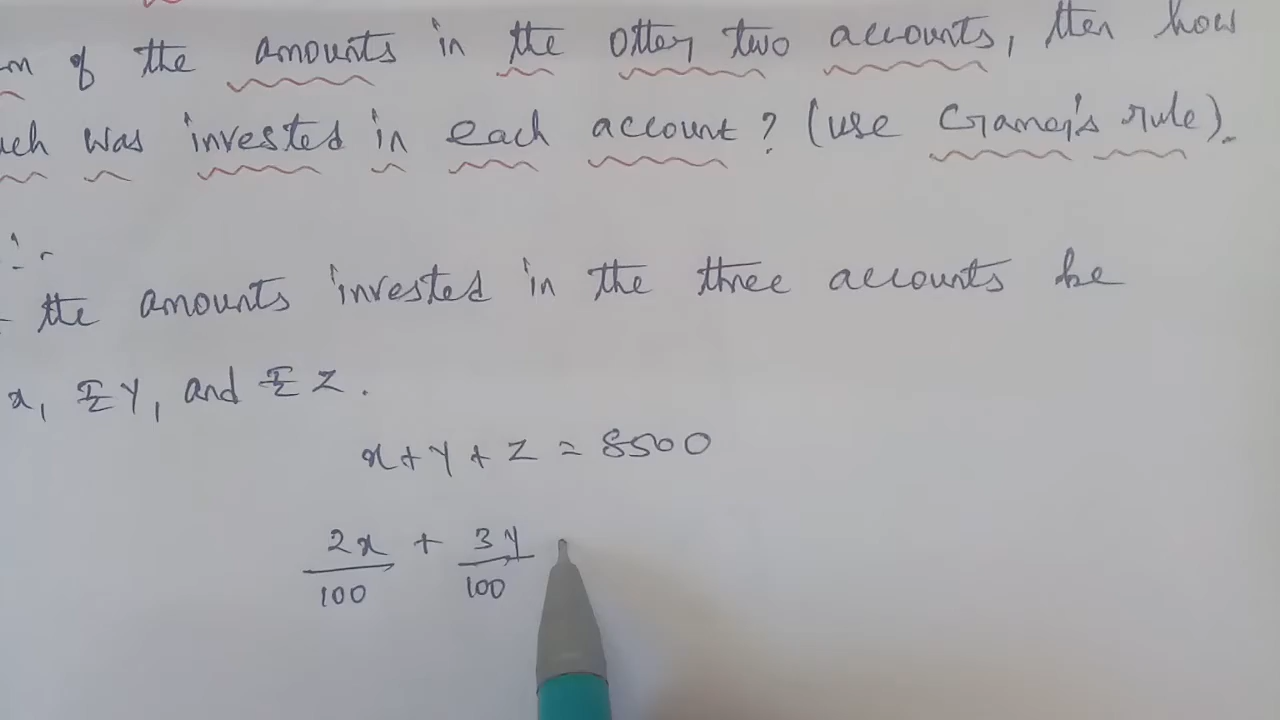 of the amounts in the other two accounts, then how
was invested in each account? (use Cramer's rule).
the amounts invested in the three accounts be
x, ₹ y, and ₹ z.
x + y + z = 8500
2x/100 + 3y/100